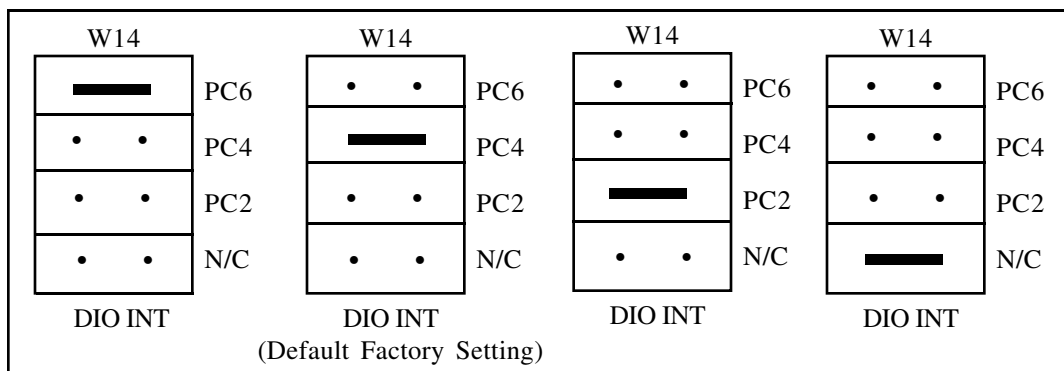 W14 W14 W14 W14
PC6 PC6 PC6 PC6
PC4 PC4 PC4 PC4
PC2 PC2 PC2 PC2
N/C N/C N/C N/C
DIO INT DIO INT DIO INT DIO INT
(Default Factory Setting)